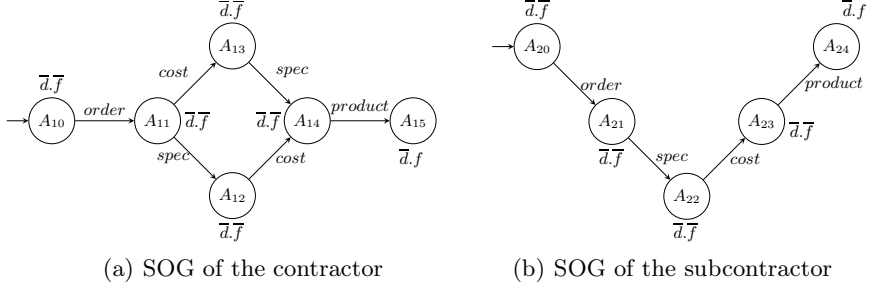 d̅.f̅
cost
A₁₃
spec
d̅.f̅
A₁₀
order
A₁₁
d̅.f̅
spec
d̅.f̅
A₁₄
product
A₁₅
d̅.f
cost
A₁₂
d̅.f̅
(a) SOG of the contractor
d̅.f̅
A₂₀
order
A₂₁
d̅.f̅
spec
A₂₂
d̅.f̅
cost
A₂₃
d̅.f̅
product
A₂₄
d̅.f
(b) SOG of the subcontractor